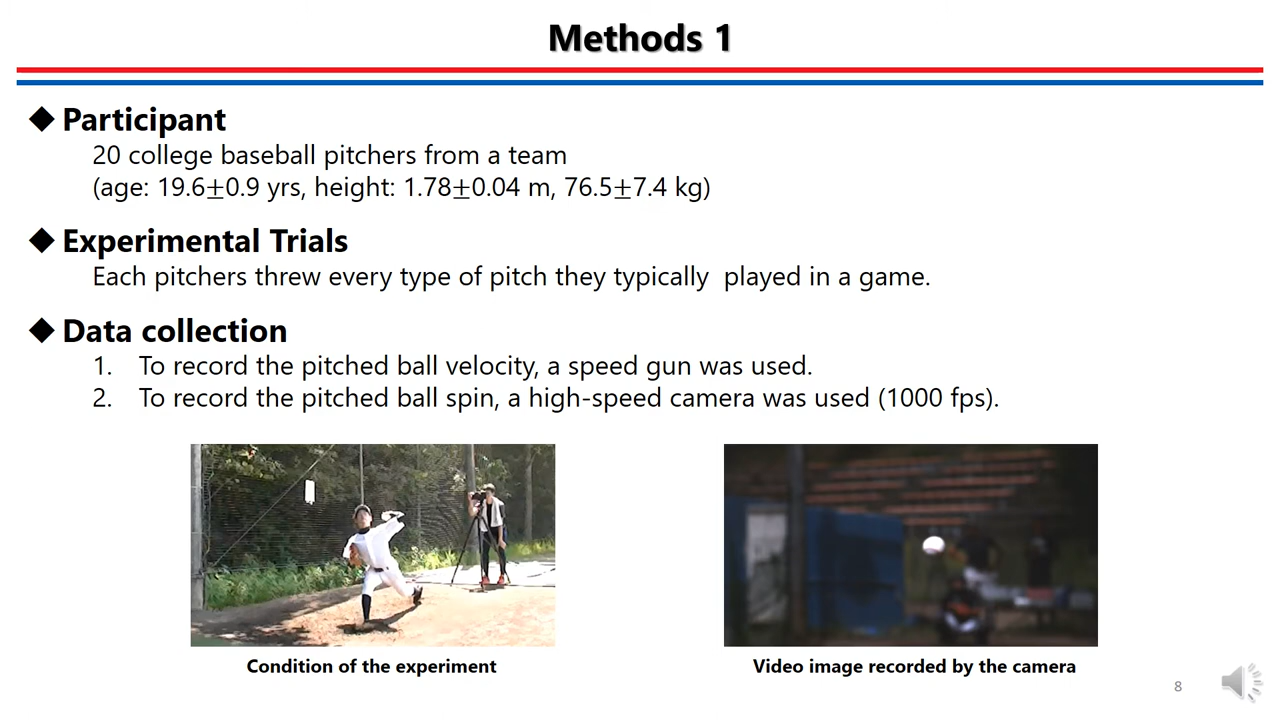 Methods 1
◆ Participant
20 college baseball pitchers from a team
(age: 19.6±0.9 yrs, height: 1.78±0.04 m, 76.5±7.4 kg)
◆ Experimental Trials
Each pitchers threw every type of pitch they typically played in a game.
◆ Data collection
1. To record the pitched ball velocity, a speed gun was used.
2. To record the pitched ball spin, a high-speed camera was used (1000 fps).
Condition of the experiment
Video image recorded by the camera
8